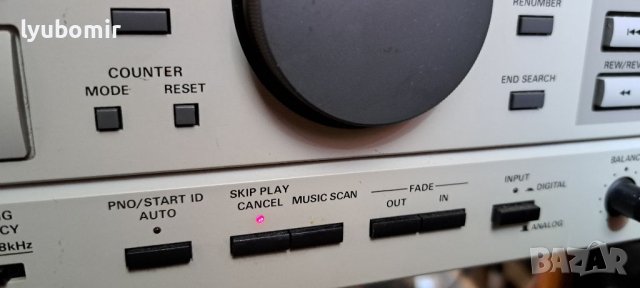 lyubomir
RENUMBER
COUNTER
MODE RESET
END SEARCH
REW/REV
PNO/START ID
AUTO
SKIP PLAY
CANCEL
MUSIC SCAN
FADE
OUT IN
INPUT
DIGITAL
ANALOG
BALANC
8kHz
BAZAR